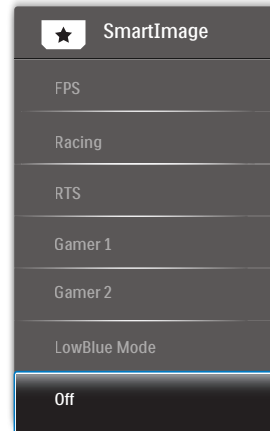 SmartImage
FPS
Racing
RTS
Gamer 1
Gamer 2
LowBlue Mode
Off